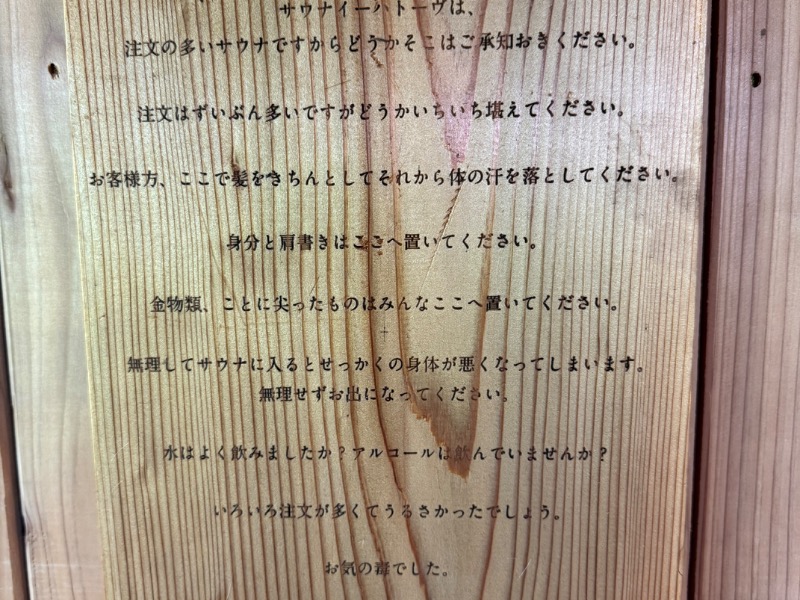 サウナイーハトーヴは、
注文の多いサウナですからどうかそこはご承知おきください。
注文はずいぶん多いですがどうかいちいち堪えてください。
お客様方、ここで髪をきちんとしてそれから体の汗を落としてください。
身分と肩書きはここへ置いてください。
金物類、ことに尖ったものはみんなここへ置いてください。
無理してサウナに入るとせっかくの身体が悪くなってしまいます。
無理せずお出になってください。
水はよく飲みましたか？アルコールは飲んでいませんか？
いろいろ注文が多くてうるさかったでしょう。
お気の毒でした。